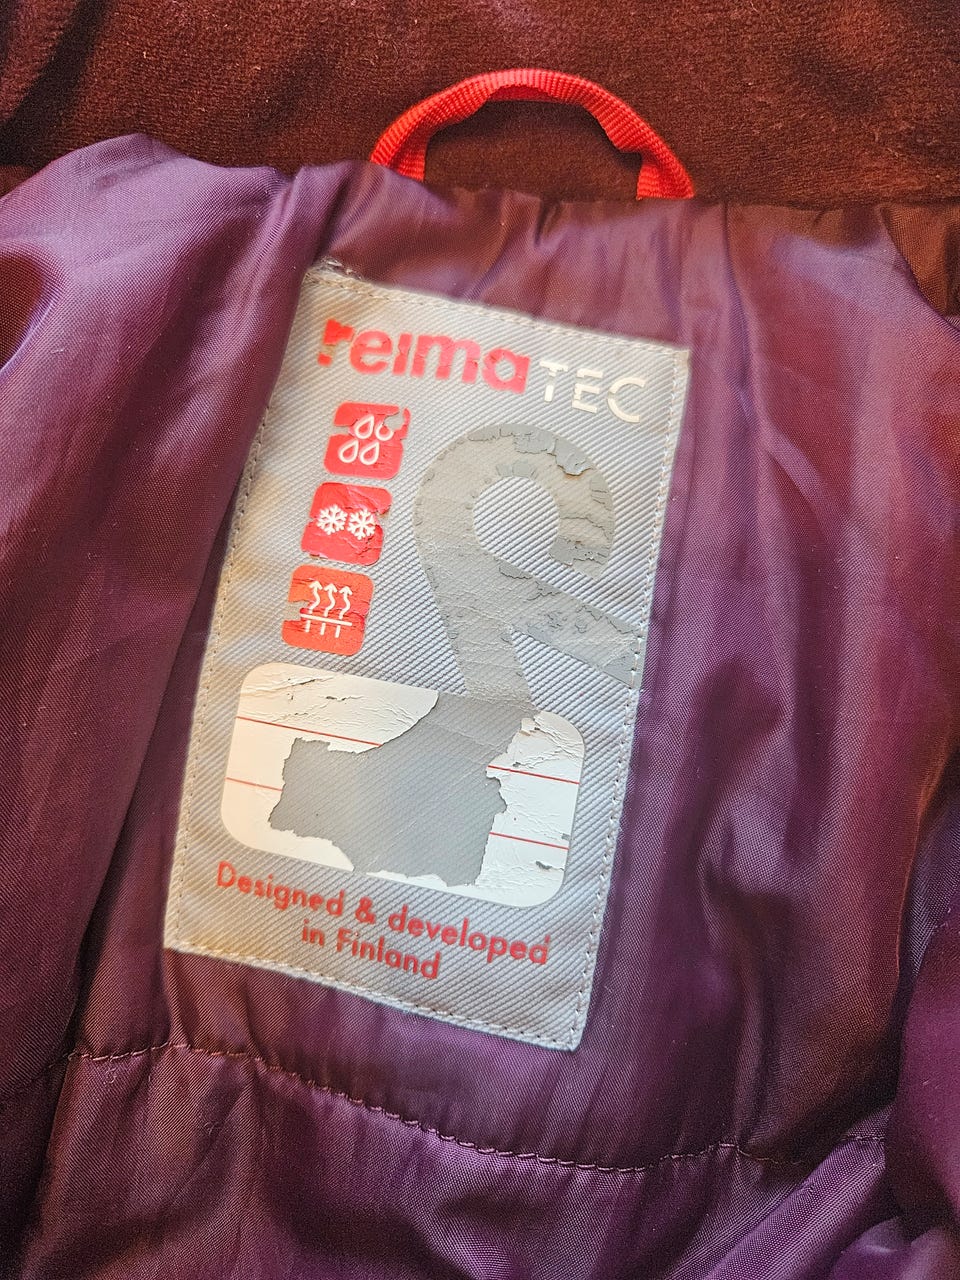 reima TEC
Designed & developed
in Finland